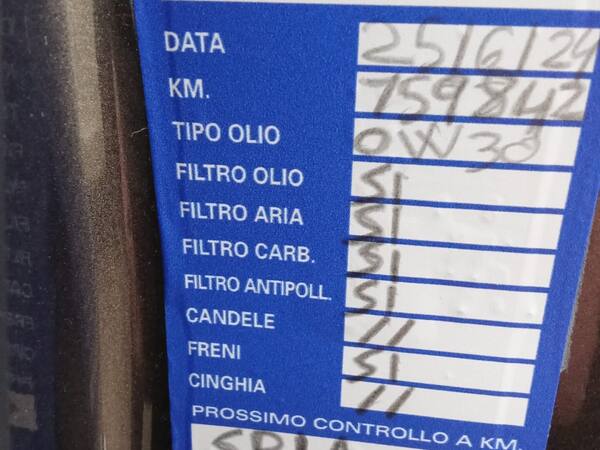 DATA 25/6/24
KM. 759842
TIPO OLIO 0W30
FILTRO OLIO SI
FILTRO ARIA SI
FILTRO CARB. SI
FILTRO ANTIPOLL. SI
CANDELE //
FRENI SI
CINGHIA //
PROSSIMO CONTROLLO A KM.